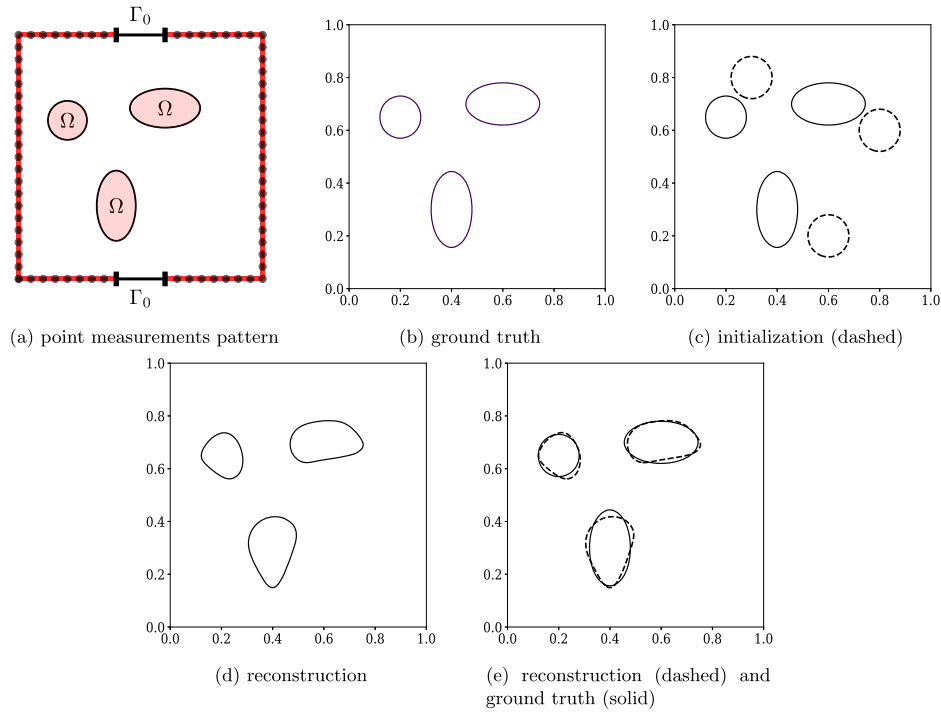 Γ0
Ω
Ω
Ω
Γ0
1.0
0.8
0.6
0.4
0.2
0.0
0.0 0.2 0.4 0.6 0.8 1.0
1.0
0.8
0.6
0.4
0.2
0.0
0.0 0.2 0.4 0.6 0.8 1.0
(a) point measurements pattern
(b) ground truth
(c) initialization (dashed)
1.0
0.8
0.6
0.4
0.2
0.0
0.0 0.2 0.4 0.6 0.8 1.0
1.0
0.8
0.6
0.4
0.2
0.0
0.0 0.2 0.4 0.6 0.8 1.0
(d) reconstruction
(e) reconstruction (dashed) and
ground truth (solid)